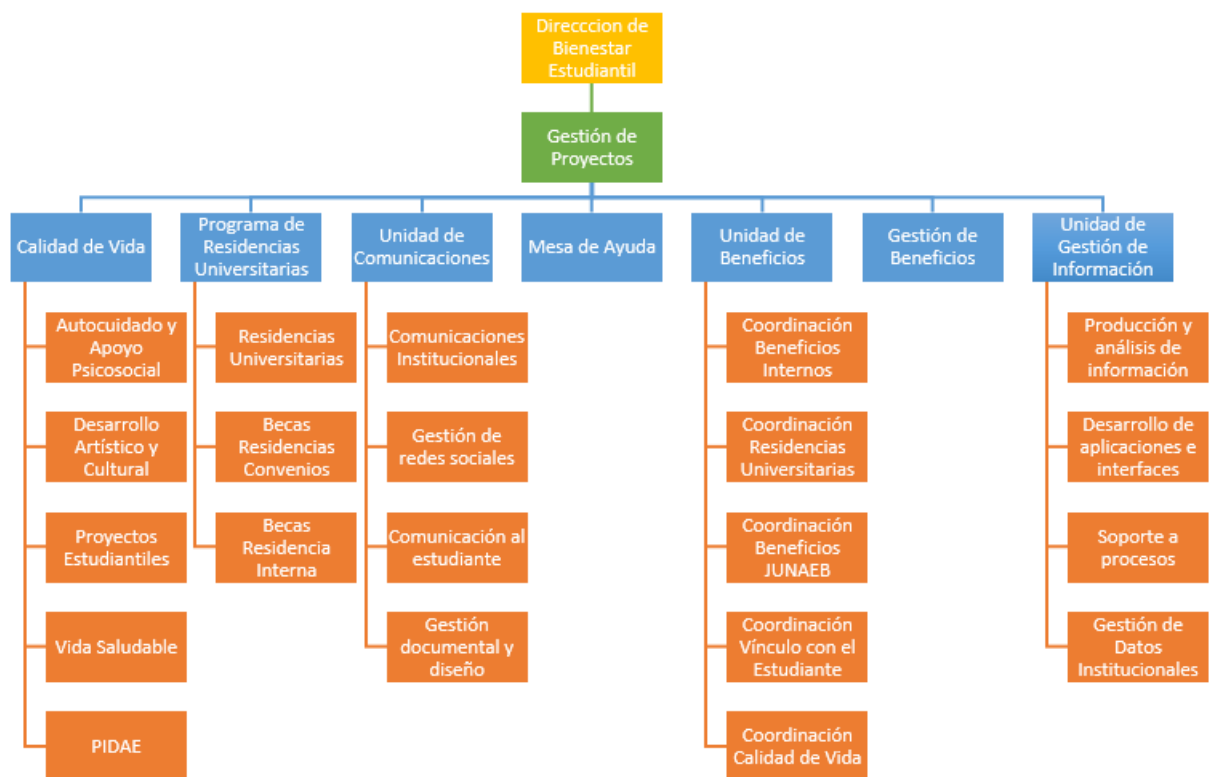 Direcccion de
Bienestar
Estudiantil
Gestión de
Proyectos
Calidad de Vida
Programa de
Residencias
Universitarias
Unidad de
Comunicaciones
Mesa de Ayuda
Unidad de
Beneficios
Gestión de
Beneficios
Unidad de
Gestión de
Información
Autocuidado y
Apoyo
Psicosocial
Desarrollo
Artístico y
Cultural
Proyectos
Estudiantiles
Vida Saludable
PIDAE
Residencias
Universitarias
Becas
Residencias
Convenios
Becas
Residencia
Interna
Comunicaciones
Institucionales
Gestión de
redes sociales
Comunicación al
estudiante
Gestión
documental y
diseño
Coordinación
Beneficios
Internos
Coordinación
Residencias
Universitarias
Coordinación
Beneficios
JUNAEB
Coordinación
Vínculo con el
Estudiante
Coordinación
Calidad de Vida
Producción y
análisis de
información
Desarrollo de
aplicaciones e
interfaces
Soporte a
procesos
Gestión de
Datos
Institucionales